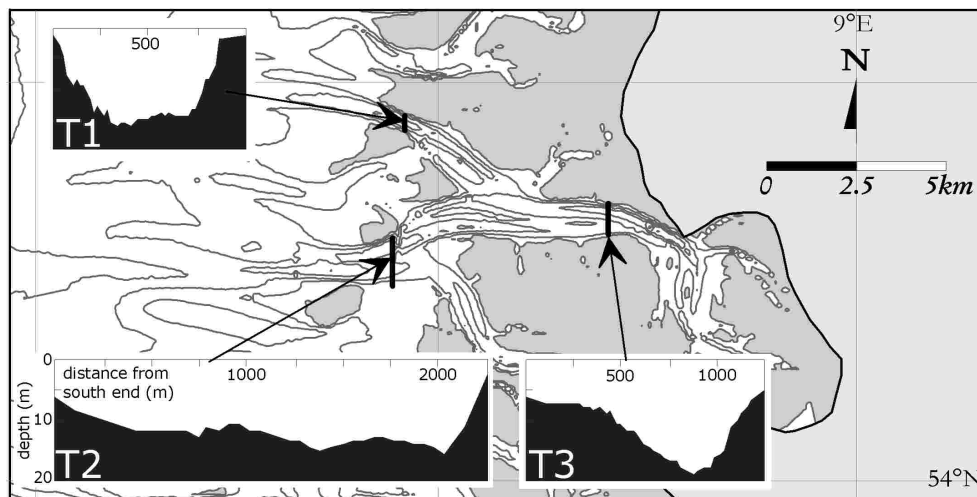 500
T1
9°E
N
0 2.5 5km
distance from
south end (m)
1000
2000
0
10
20
depth (m)
T2
500
1000
T3
54°N